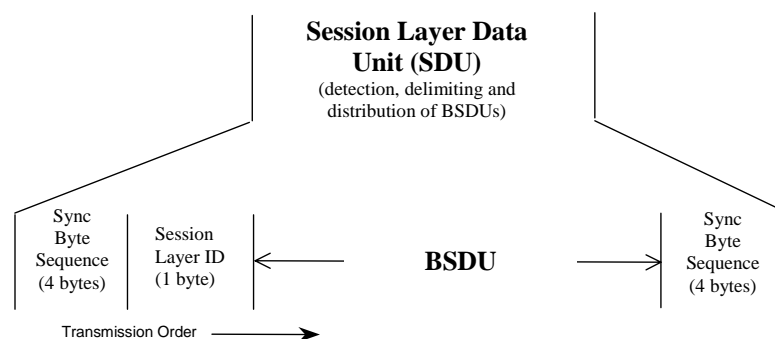 Session Layer Data
Unit (SDU)
(detection, delimiting and
distribution of BSDUs)
Sync
Byte
Sequence
(4 bytes)
Session
Layer ID
(1 byte)
BSDU
Sync
Byte
Sequence
(4 bytes)
Transmission Order